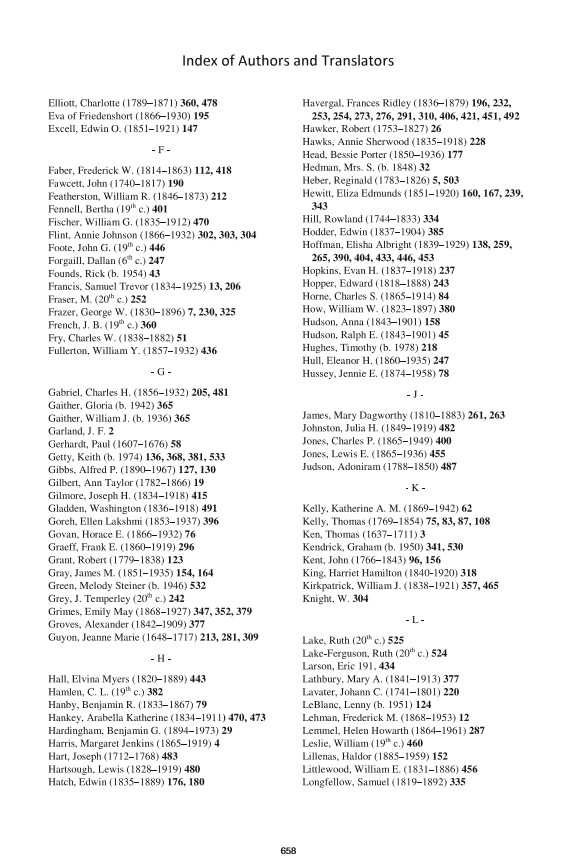 Index of Authors and Translators
Elliott, Charlotte (1789–1871) 360, 478
Eva of Friedenshort (1866–1930) 195
Excell, Edwin O. (1851-1921) 147
- F -
Faber, Frederick W. (1814–1863) 112, 418
Fawcett, John (1740–1817) 190
Featherston, William R. (1846–1873) 212
Fennell, Bertha (19th c.) 401
Fischer, William G. (1835–1912) 470
Flint, Annie Johnson (1866–1932) 302, 303, 304
Foote, John G. (19th c.) 446
Forgaill, Dallan (6th c.) 247
Founds, Rick (b. 1954) 43
Francis, Samuel Trevor (1834–1925) 13, 206
Fraser, M. (20th c.) 252
Frazer, George W. (1830–1896) 7, 230, 325
French, J. B. (19th c.) 360
Fry, Charles W. (1838–1882) 51
Fullerton, William Y. (1857–1932) 436
- G -
Gabriel, Charles H. (1856–1932) 205, 481
Gaither, Gloria (b. 1942) 365
Gaither, William J. (b. 1936) 365
Garland, J. F. 2
Gerhardt, Paul (1607–1676) 58
Getty, Keith (b. 1974) 136, 368, 381, 533
Gibbs, Alfred P. (1890–1967) 127, 130
Gilbert, Ann Taylor (1782–1866) 19
Gilmore, Joseph H. (1834-1918) 415
Gladden, Washington (1836–1918) 491
Goreh, Ellen Lakshmi (1853–1937) 396
Govan, Horace E. (1866–1932) 76
Graeff, Frank E. (1860–1919) 296
Grant, Robert (1779–1838) 123
Gray, James M. (1851–1935) 154, 164
Green, Melody Steiner (b. 1946) 532
Grey, J. Temperley (20th c.) 242
Grimes, Emily May (1868–1927) 347, 352, 379
Groves, Alexander (1842–1909) 377
Guyon, Jeanne Marie (1648–1717) 213, 281, 309
- H -
Hall, Elvina Myers (1820–1889) 443
Hamlen, C. L. (19th c.) 382
Hanby, Benjamin R. (1833–1867) 79
Hankey, Arabella Katherine (1834–1911) 470, 473
Hardingham, Benjamin G. (1894–1973) 29
Harris, Margaret Jenkins (1865–1919) 4
Hart, Joseph (1712–1768) 483
Hartsough, Lewis (1828–1919) 480
Hatch, Edwin (1835–1889) 176, 180
Havergal, Frances Ridley (1836–1879) 196, 232,
253, 254, 273, 276, 291, 310, 406, 421, 451, 492
Hawker, Robert (1753–1827) 26
Hawks, Annie Sherwood (1835–1918) 228
Head, Bessie Porter (1850–1936) 177
Hedman, Mrs. S. (b. 1848) 32
Heber, Reginald (1783–1826) 5, 503
Hewitt, Eliza Edmunds (1851–1920) 160, 167, 239,
343
Hill, Rowland (1744–1833) 334
Hodder, Edwin (1837–1904) 385
Hoffman, Elisha Albright (1839–1929) 138, 259,
265, 390, 404, 433, 446, 453
Hopkins, Evan H. (1837–1918) 237
Hopper, Edward (1818–1888) 243
Horne, Charles S. (1865–1914) 84
How, William W. (1823–1897) 380
Hudson, Anna (1843–1901) 158
Hudson, Ralph E. (1843–1901) 45
Hughes, Timothy (b. 1978) 218
Hull, Eleanor H. (1860–1935) 247
Hussey, Jennie E. (1874–1958) 78
- J -
James, Mary Dagworthy (1810–1883) 261, 263
Johnston, Julia H. (1849–1919) 482
Jones, Charles P. (1865–1949) 400
Jones, Lewis E. (1865–1936) 455
Judson, Adoniram (1788–1850) 487
- K -
Kelly, Katherine A. M. (1869–1942) 62
Kelly, Thomas (1769–1854) 75, 83, 87, 108
Ken, Thomas (1637–1711) 3
Kendrick, Graham (b. 1950) 341, 530
Kent, John (1766–1843) 96, 156
King, Harriet Hamilton (1840-1920) 318
Kirkpatrick, William J. (1838–1921) 357, 465
Knight, W. 304
- L -
Lake, Ruth (20th c.) 525
Lake-Ferguson, Ruth (20th c.) 524
Larson, Eric 191, 434
Lathbury, Mary A. (1841–1913) 377
Lavater, Johann C. (1741–1801) 220
LeBlanc, Lenny (b. 1951) 124
Lehman, Frederick M. (1868–1953) 12
Lemmel, Helen Howarth (1864–1961) 287
Leslie, William (19th c.) 460
Lillenas, Haldor (1885–1959) 152
Littlewood, William E. (1831–1886) 456
Longfellow, Samuel (1819–1892) 335
658